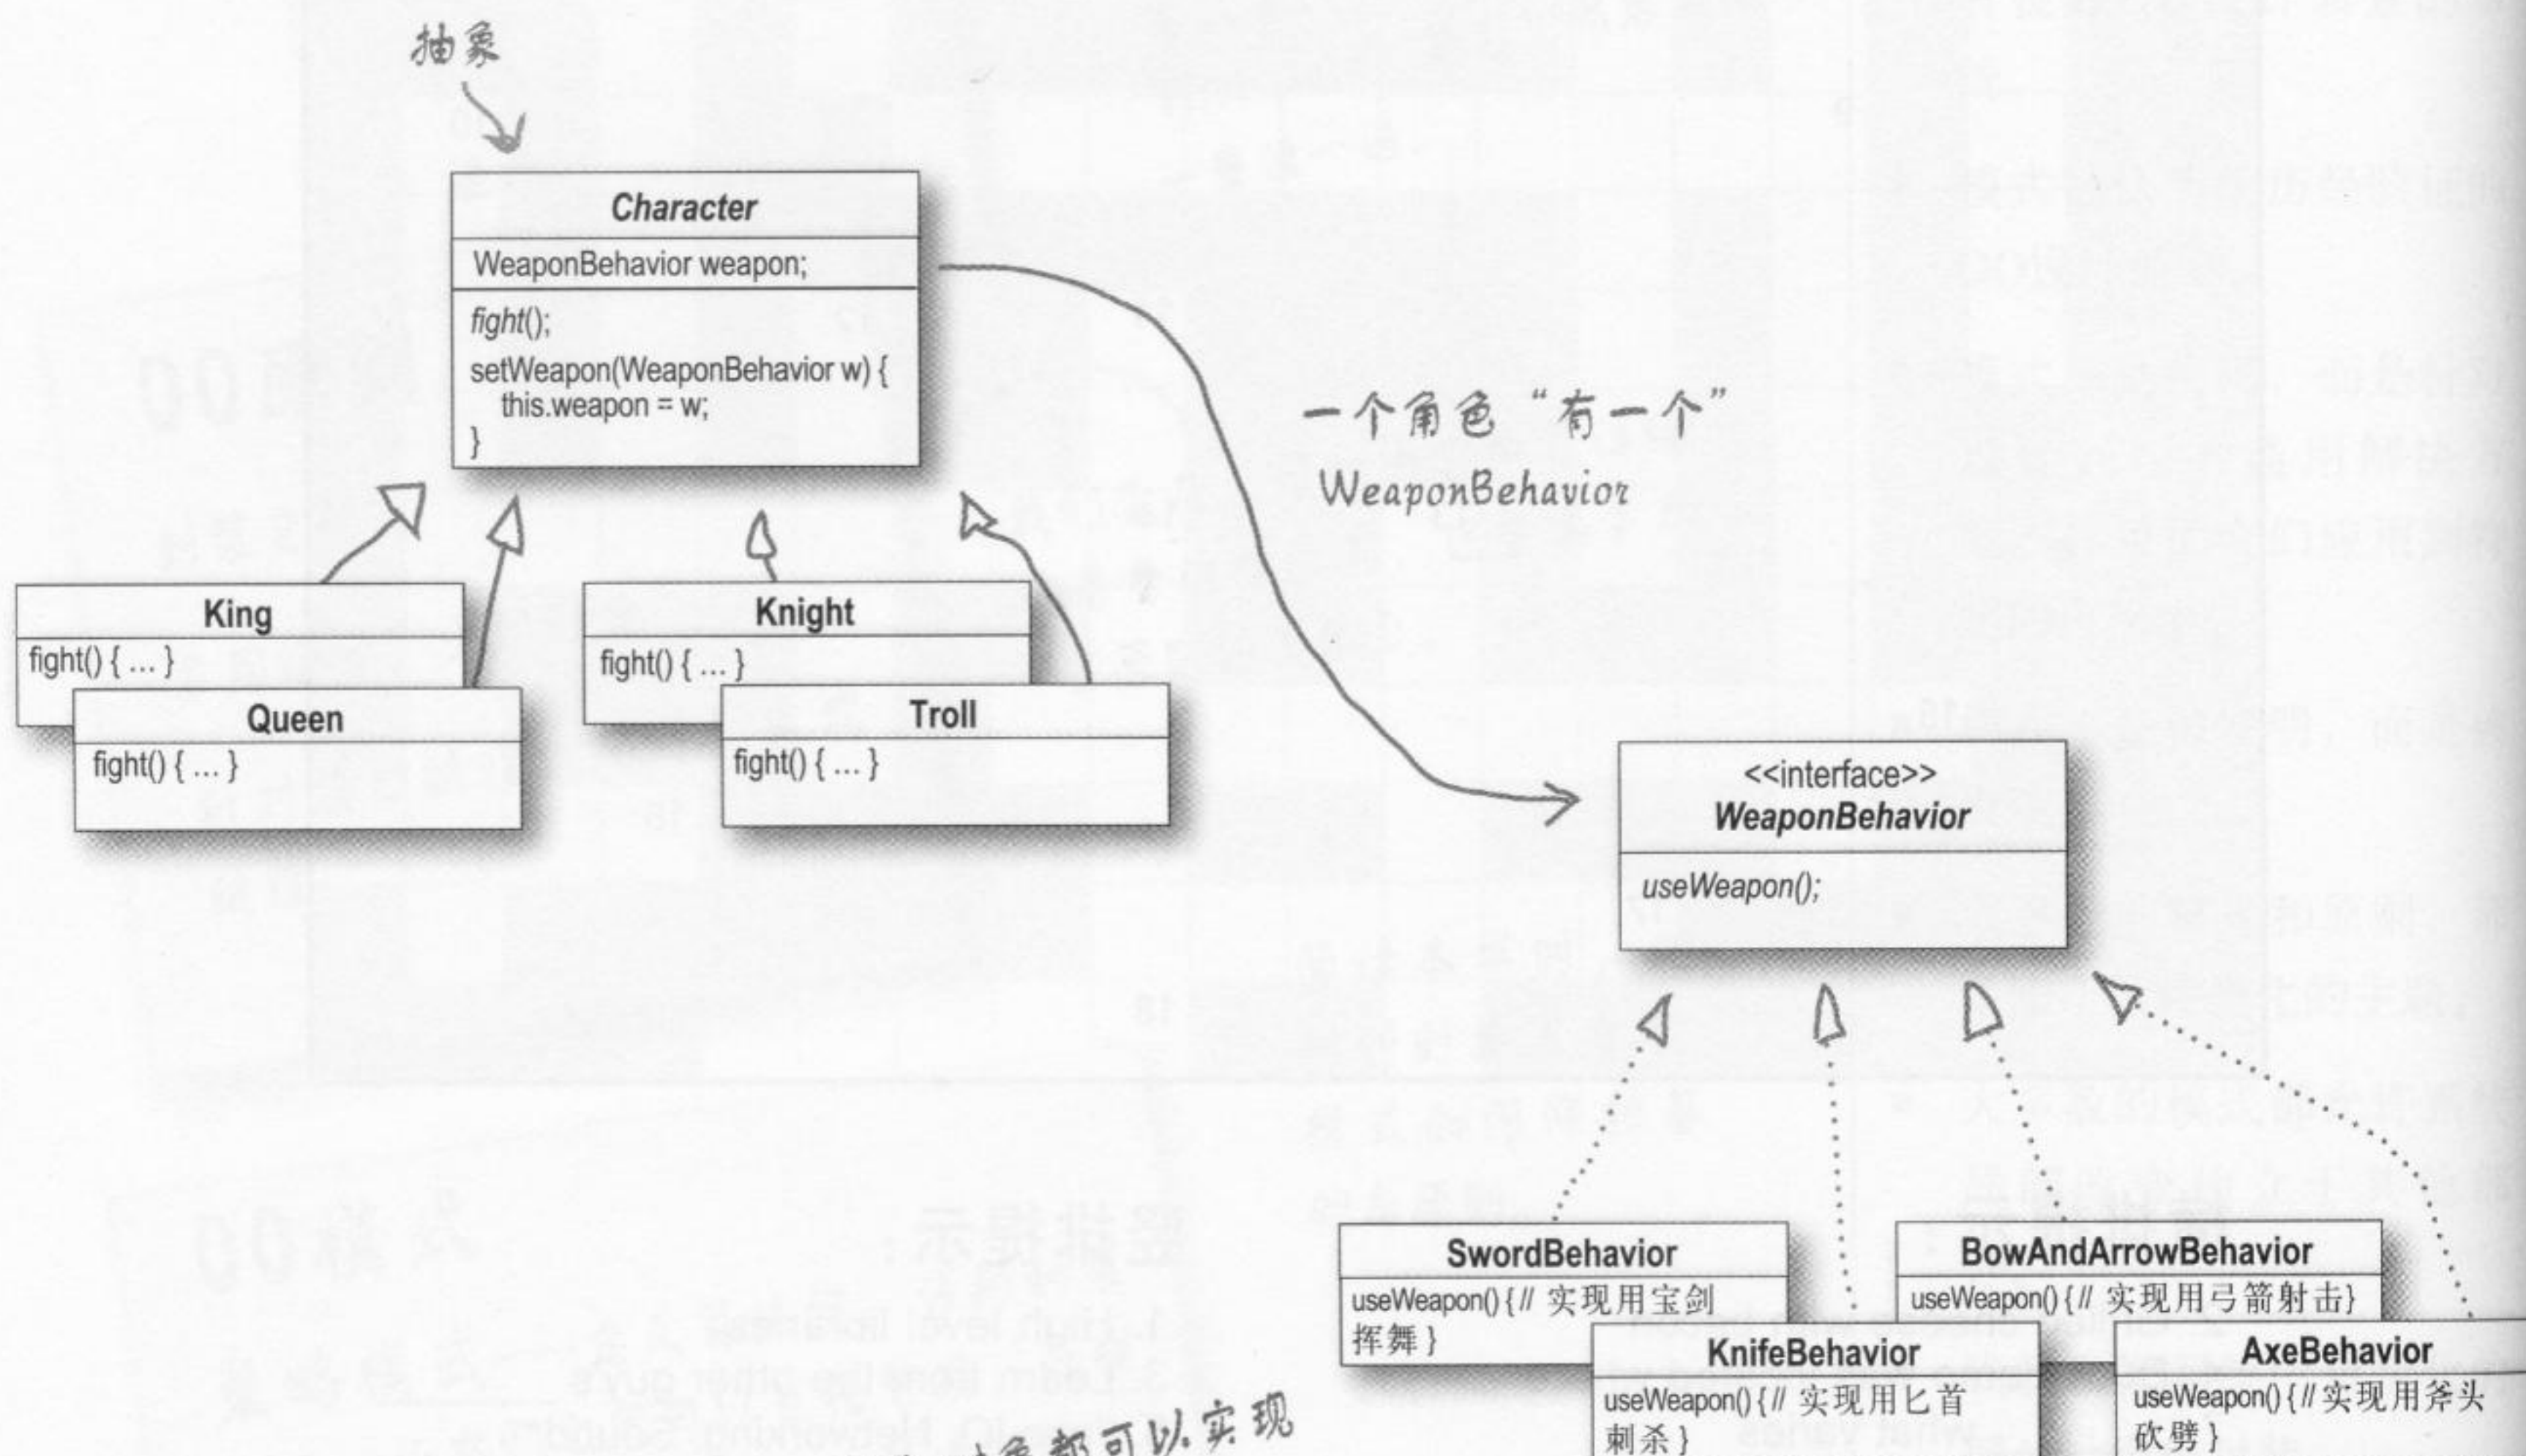 抽象
Character
WeaponBehavior weapon;
fight();
setWeapon(WeaponBehavior w) {
this.weapon = w;
}
一个角色“有一个”
WeaponBehavior
King
fight() { ... }
Queen
fight() { ... }
Knight
fight() { ... }
Troll
fight() { ... }
<<interface>>
WeaponBehavior
useWeapon();
SwordBehavior
useWeapon() { // 实现用宝剑
挥舞 }
KnifeBehavior
useWeapon() { // 实现用匕首
刺杀 }
BowAndArrowBehavior
useWeapon() { // 实现用弓箭射击}
AxeBehavior
useWeapon() { // 实现用斧头
砍劈 }
都可以实现